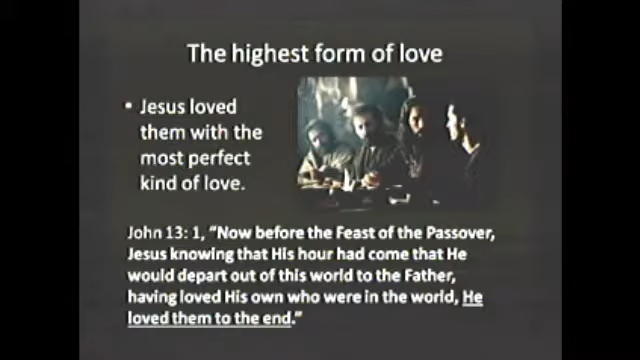 The highest form of love
• Jesus loved
them with the
most perfect
kind of love.
John 13: 1, “Now before the Feast of the Passover,
Jesus knowing that His hour had come that He
would depart out of this world to the Father,
having loved His own who were in the world, He
loved them to the end.”